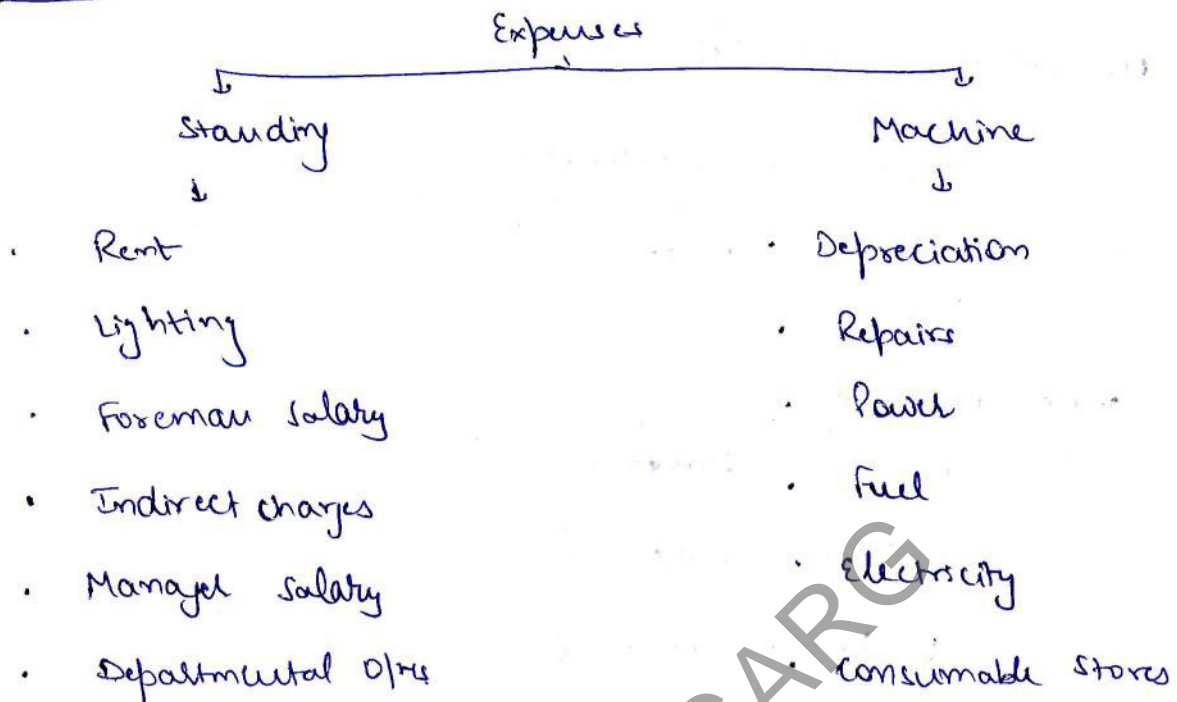 Expenses
Standing
Machine
Rent
Lighting
Foreman salary
Indirect charges
Manager salary
Departmental O/Hs
Depreciation
Repairs
Power
Fuel
Electricity
Consumable stores
GARG